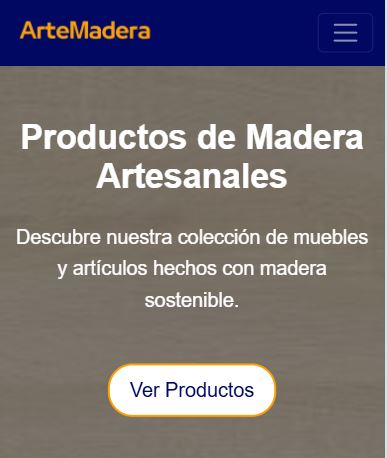 ArteMadera
Productos de Madera
Artesanales
Descubre nuestra colección de muebles
y artículos hechos con madera
sostenible.
Ver Productos